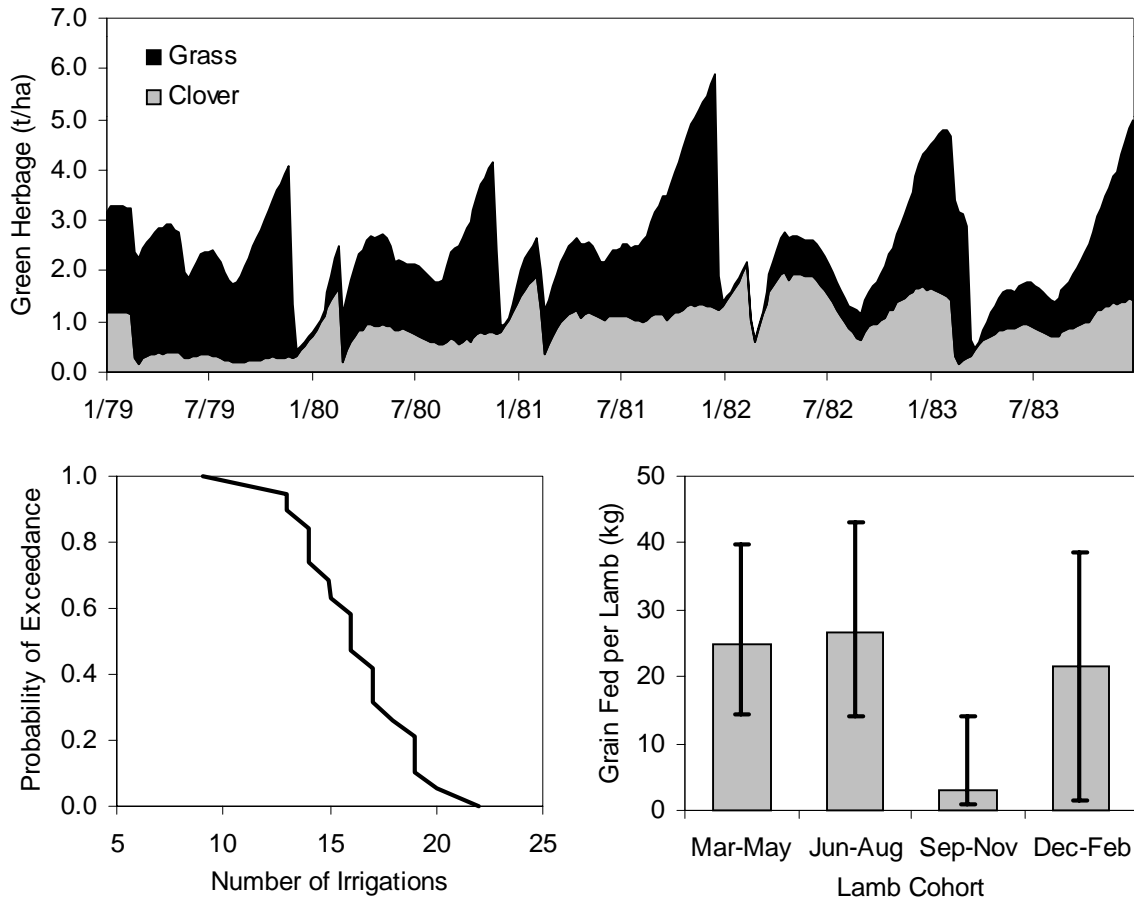 7.0
6.0
5.0
4.0
3.0
2.0
1.0
0.0
Green Herbage (t/ha)
Grass
Clover
1/79 7/79 1/80 7/80 1/81 7/81 1/82 7/82 1/83 7/83
1.0
0.8
0.6
0.4
0.2
0.0
Probability of Exceedance
5 10 15 20 25
Number of Irrigations
50
40
30
20
10
0
Grain Fed per Lamb (kg)
Mar-May Jun-Aug Sep-Nov Dec-Feb
Lamb Cohort